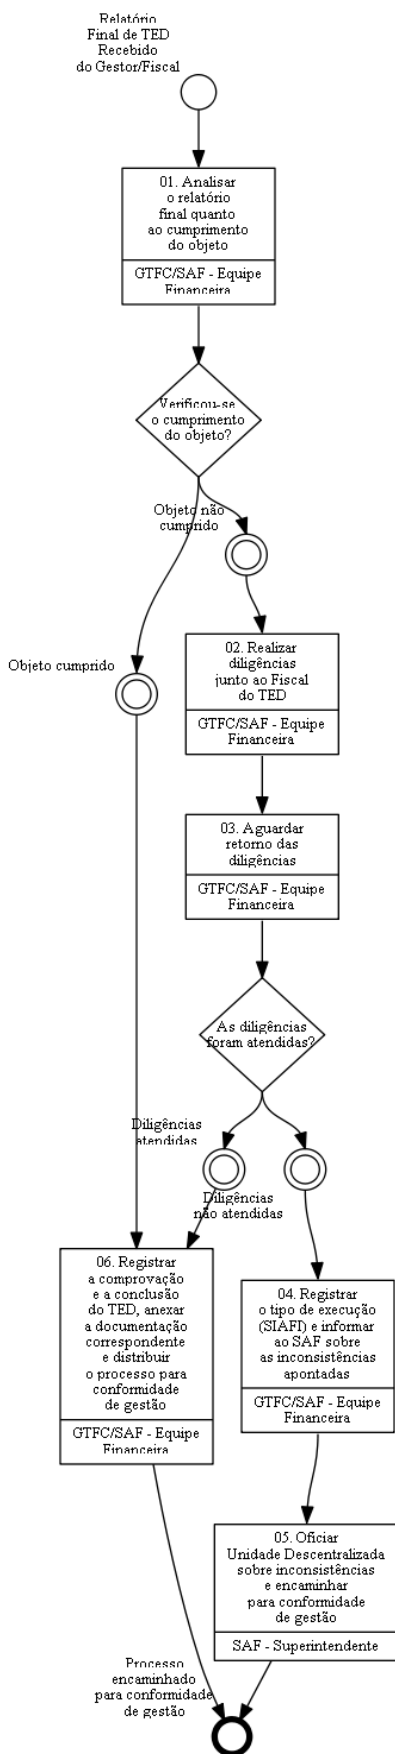 Relatório
Final de TED
Recebido
do Gestor/Fiscal
01. Analisar
o relatório
final quanto
ao cumprimento
do objeto
GTFC/SAF - Equipe
Financeira
Verificou-se
o cumprimento
do objeto?
Objeto não
cumprido
Objeto cumprido
02. Realizar
diligências
junto ao Fiscal
do TED
GTFC/SAF - Equipe
Financeira
03. Aguardar
retorno das
diligências
GTFC/SAF - Equipe
Financeira
As diligências
foram atendidas?
Diligências
atendidas
Diligências
não atendidas
06. Registrar
a comprovação
e a conclusão
do TED, anexar
a documentação
correspondente
e distribuir
o processo para
conformidade
de gestão
GTFC/SAF - Equipe
Financeira
04. Registrar
o tipo de execução
(SIAFI) e informar
ao SAF sobre
as inconsistências
apontadas
GTFC/SAF - Equipe
Financeira
05. Oficiar
Unidade Descentralizada
sobre inconsistências
e encaminhar
para conformidade
de gestão
SAF - Superintendente
Processo
encaminhado
para conformidade
de gestão